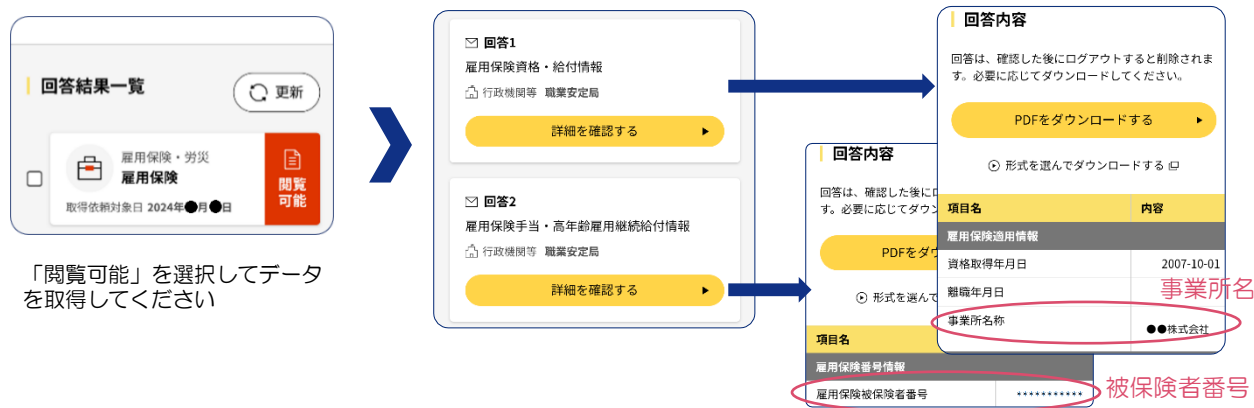 回答結果一覧
更新
雇用保険・労災
雇用保険
取得依頼対象日 2024年●月●日
閲覧
可能
「閲覧可能」を選択してデータ
を取得してください
回答1
雇用保険資格・給付情報
行政機関等 職業安定局
詳細を確認する
回答2
雇用保険手当・高年齢雇用継続給付情報
行政機関等 職業安定局
詳細を確認する
回答内容
回答は、確認した後にロ
す。必要に応じてダウン
PDFをダウ
形式を選んで
項目名
雇用保険番号情報
雇用保険被保険者番号 ***********
被保険者番号
回答内容
回答は、確認した後にログアウトすると削除されま
す。必要に応じてダウンロードしてください。
PDFをダウンロードする
形式を選んでダウンロードする
項目名 内容
雇用保険適用情報
資格取得年月日 2007-10-01
離職年月日
事業所名
事業所名称 ●●株式会社